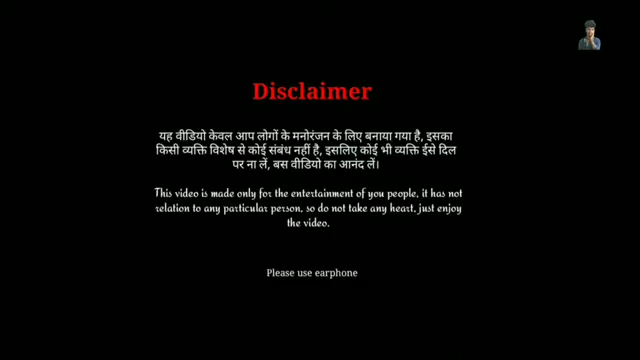 Disclaimer
यह वीडियो केवल आप लोगों के मनोरंजन के लिए बनाया गया है, इसका
किसी व्यक्ति विशेष से कोई संबंध नहीं है, इसलिए कोई भी व्यक्ति ईसे दिल
पर ना लें, बस वीडियो का आनंद लें।
This video is made only for the entertainment of you people, it has not
relation to any particular person, so do not take any heart, just enjoy
the video.
Please use earphone